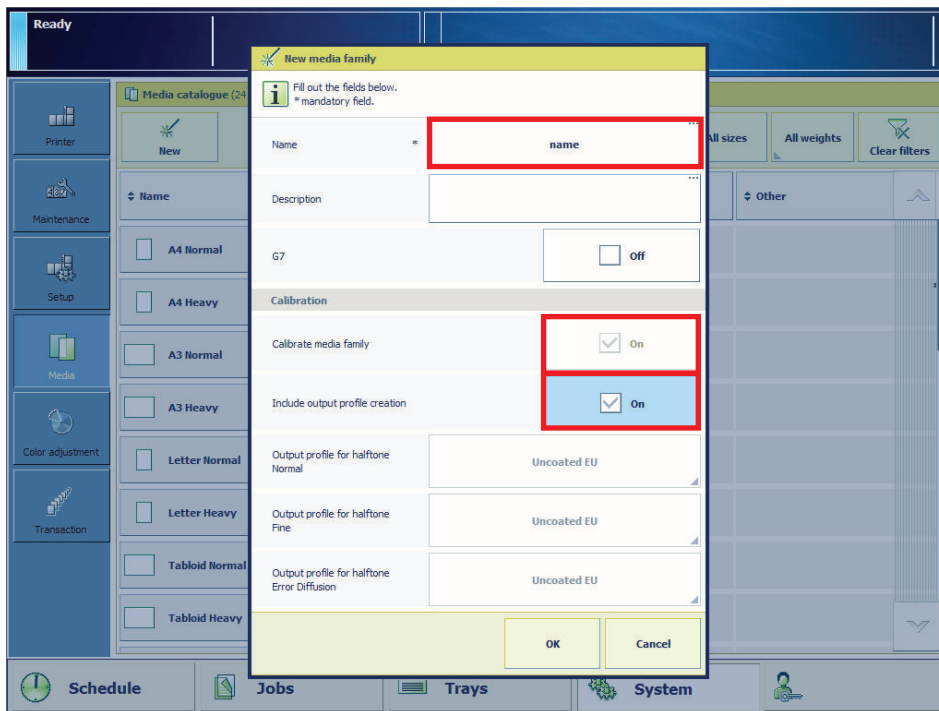 Ready
New media family
Fill out the fields below.
* mandatory field.
Name * name
Description
G7 Off
Calibration
Calibrate media family On
Include output profile creation On
Output profile for halftone
Normal
Uncoated EU
Output profile for halftone
Fine
Uncoated EU
Output profile for halftone
Error Diffusion
Uncoated EU
OK Cancel
Printer
Maintenance
Setup
Media
Color adjustment
Transaction
Media catalogue (24
New
All sizes All weights Clear filters
Name Other
A4 Normal
A4 Heavy
A3 Normal
A3 Heavy
Letter Normal
Letter Heavy
Tabloid Normal
Tabloid Heavy
Schedule Jobs Trays System